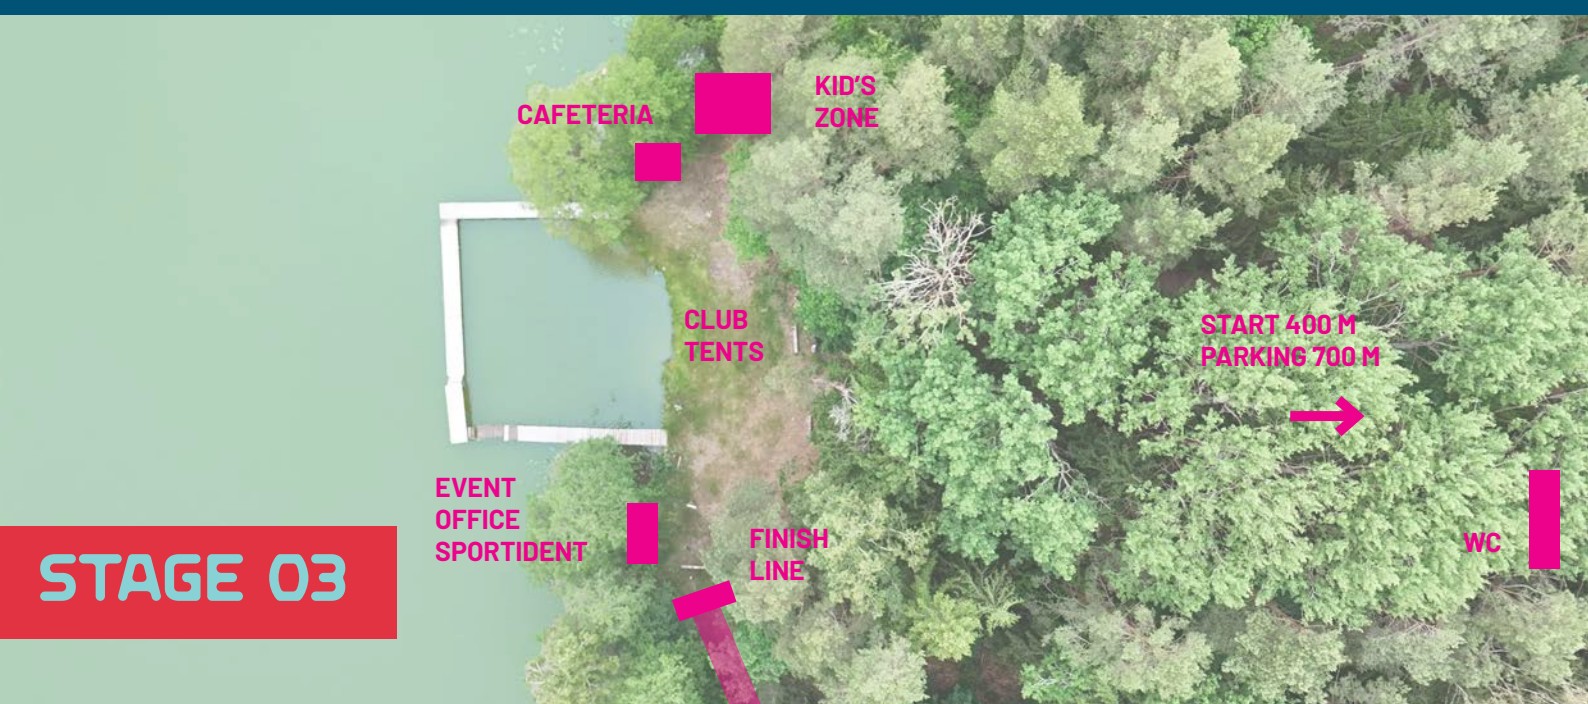 KID'S
ZONE
CAFETERIA
CLUB
TENTS
START 400 M
PARKING 700 M
EVENT
OFFICE
SPORTIDENT
FINISH
LINE
WC
STAGE 03